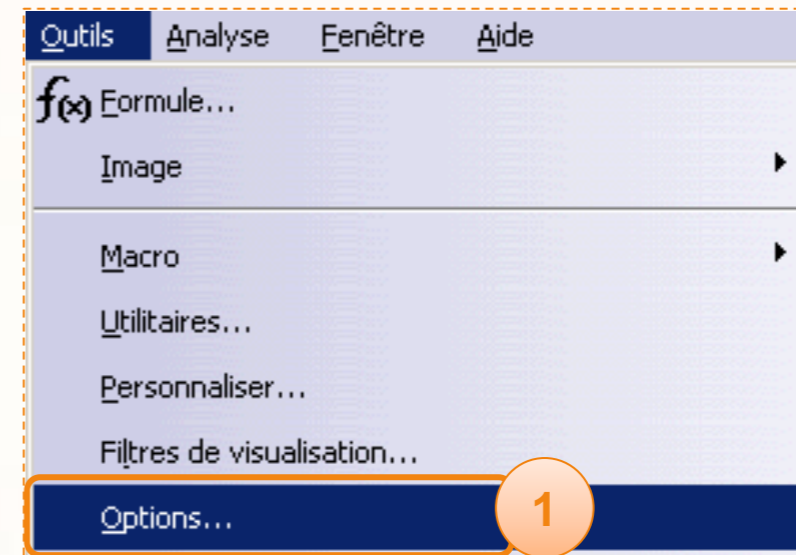 Outils Analyse Fenêtre Aide
f(x) Formule...
Image
Macro
Utilitaires...
Personnaliser...
Filtres de visualisation...
Options... 1